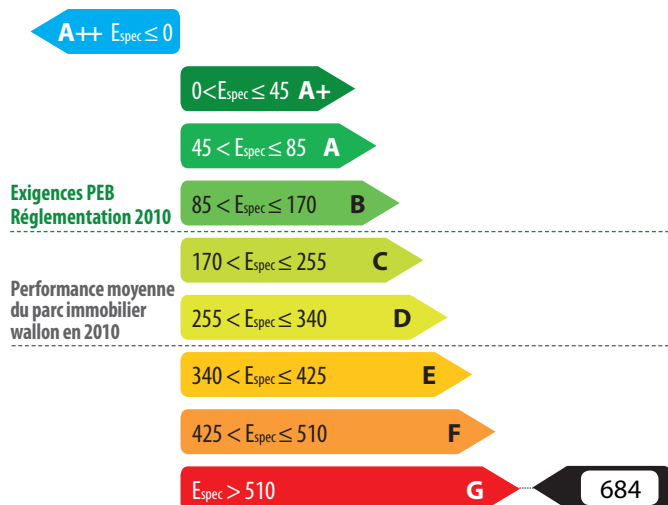 A++ Espec ≤ 0
0<Espec ≤ 45 A+
45 < Espec ≤ 85 A
Exigences PEB
Réglementation 2010
85 < Espec ≤ 170 B
170 < Espec ≤ 255 C
Performance moyenne
du parc immobilier
wallon en 2010
255 < Espec ≤ 340 D
340 < Espec ≤ 425 E
425 < Espec ≤ 510 F
Espec > 510 G
684